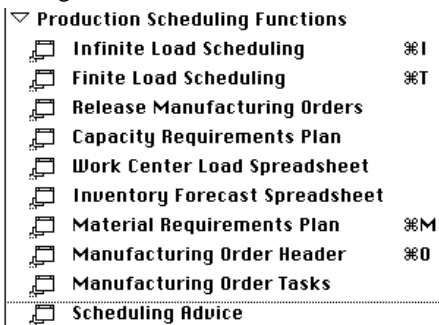 Production Scheduling Functions
Infinite Load Scheduling ⌘I
Finite Load Scheduling ⌘T
Release Manufacturing Orders
Capacity Requirements Plan
Work Center Load Spreadsheet
Inventory Forecast Spreadsheet
Material Requirements Plan ⌘M
Manufacturing Order Header ⌘O
Manufacturing Order Tasks
Scheduling Advice